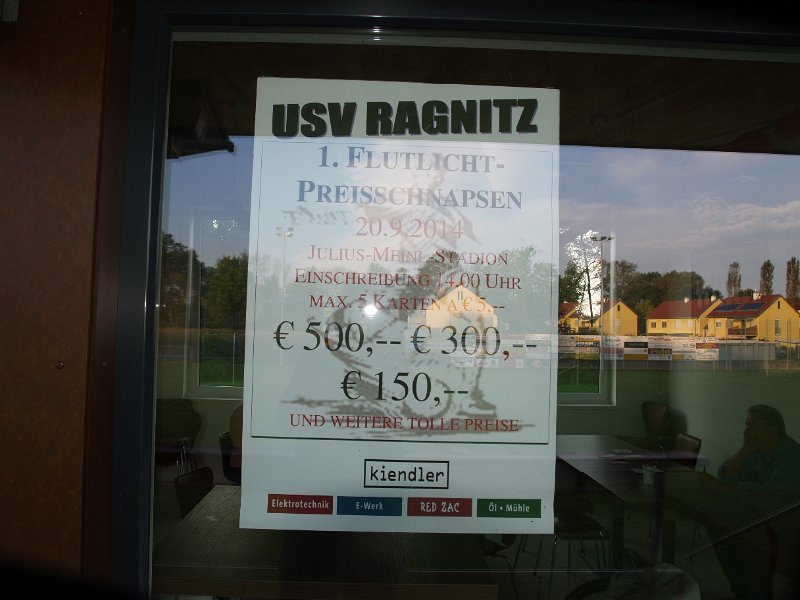 USV RAGNITZ
1. FLUTLICHT-
PREISSCHNAPSEN
20.9.2014
JULIUS-MEINL-STADION
EINSCHREIBUNG 14.00 UHR
MAX. 5 KARTEN A € 5,--
€ 500,-- € 300,--
€ 150,--
UND WEITERE TOLLE PREISE
kiendler
Elektrotechnik E-Werk RED ZAC Öl + Mühle